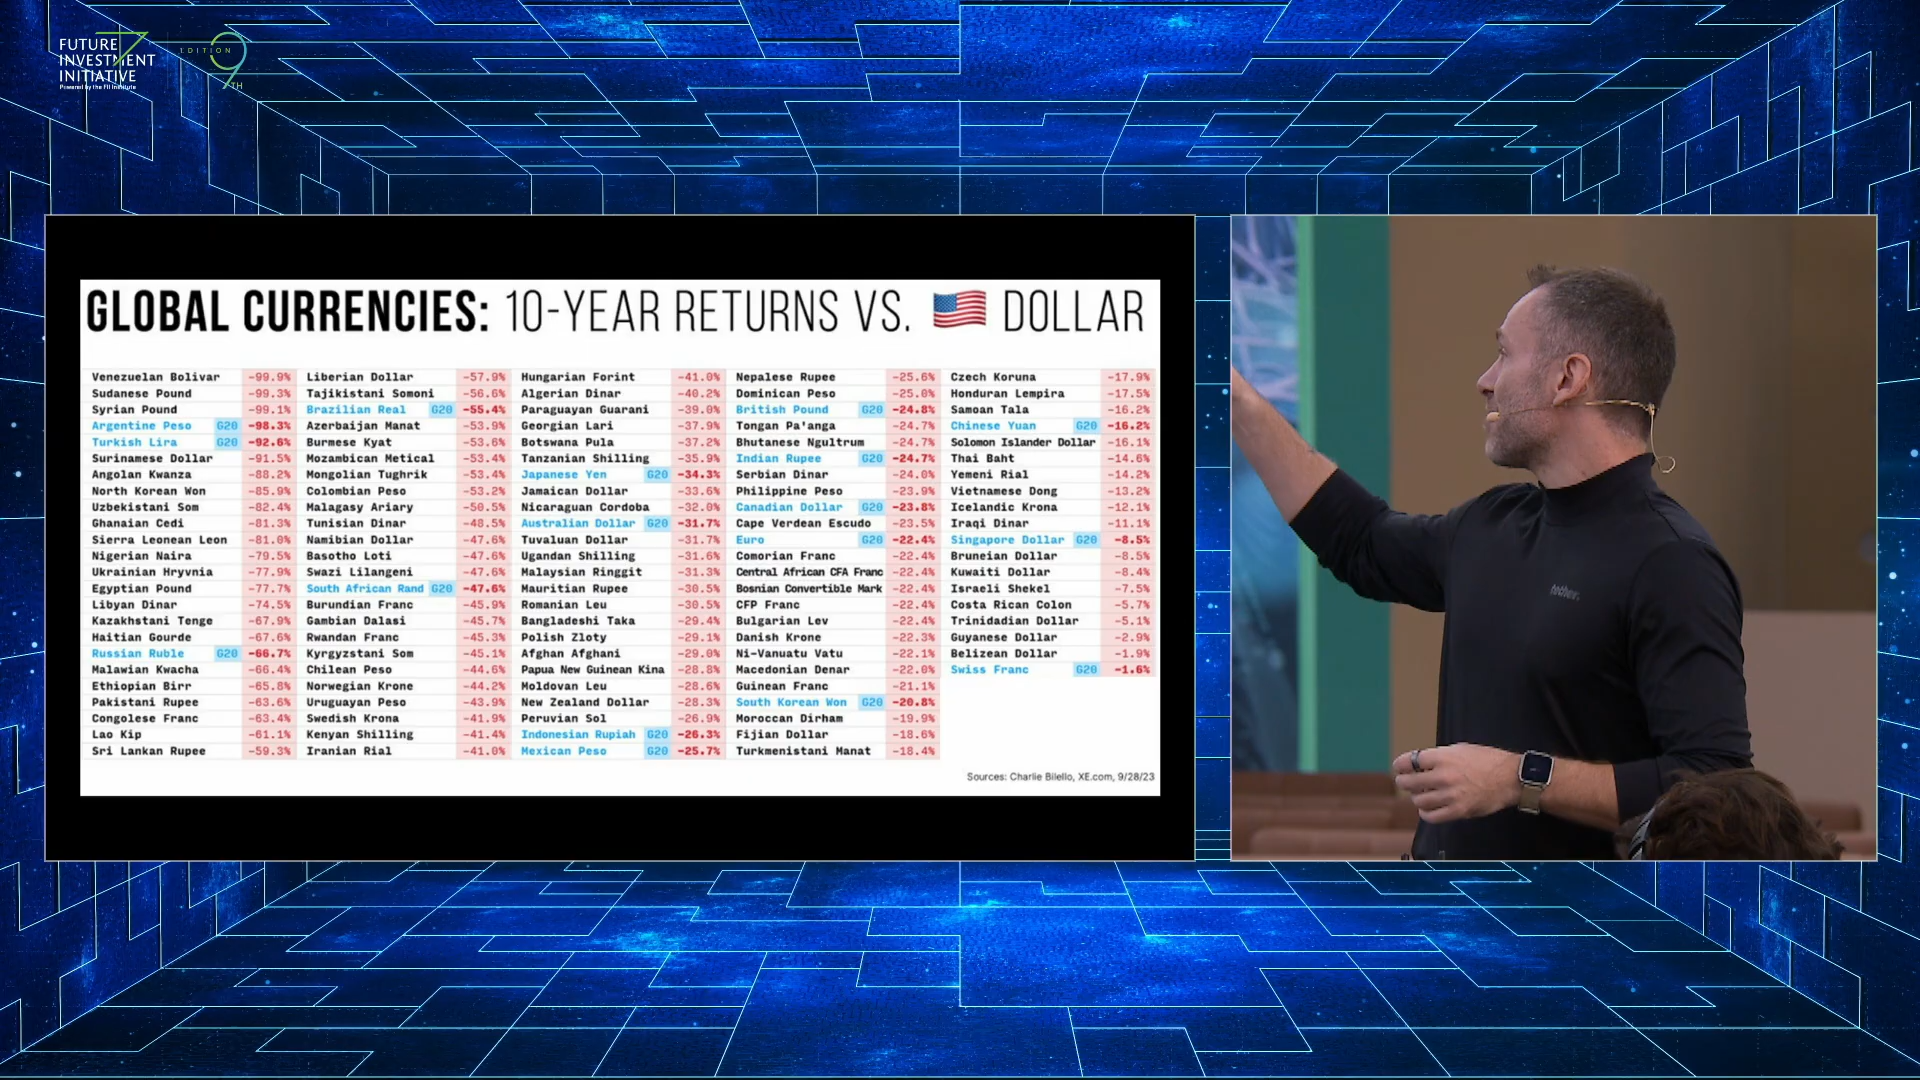 FUTURE
INVESTMENT
INITIATIVE
Powered by the FII Institute
EDITION
9TH
GLOBAL CURRENCIES: 10-YEAR RETURNS VS. DOLLAR
Venezuelan Bolivar -99.9%
Sudanese Pound -99.3%
Syrian Pound -99.1%
Argentine Peso G20 -98.3%
Turkish Lira G20 -92.6%
Surinamese Dollar -91.5%
Angolan Kwanza -88.2%
North Korean Won -85.9%
Uzbekistani Som -82.4%
Ghanaian Cedi -81.3%
Sierra Leonean Leon -81.0%
Nigerian Naira -79.5%
Ukrainian Hryvnia -77.9%
Egyptian Pound -77.7%
Libyan Dinar -74.5%
Kazakhstani Tenge -67.9%
Haitian Gourde -67.6%
Russian Ruble G20 -66.7%
Malawian Kwacha -66.4%
Ethiopian Birr -65.8%
Pakistani Rupee -63.6%
Congolese Franc -63.4%
Lao Kip -61.1%
Sri Lankan Rupee -59.3%
Liberian Dollar -57.9%
Tajikistani Somoni -56.6%
Brazilian Real G20 -55.4%
Azerbaijan Manat -53.9%
Burmese Kyat -53.6%
Mozambican Metical -53.4%
Mongolian Tughrik -53.4%
Colombian Peso -53.2%
Malagasy Ariary -50.5%
Tunisian Dinar -48.5%
Namibian Dollar -47.6%
Basotho Loti -47.6%
Swazi Lilangeni -47.6%
South African Rand G20 -47.6%
Burundian Franc -45.9%
Gambian Dalasi -45.7%
Rwandan Franc -45.3%
Kyrgyzstani Som -45.1%
Chilean Peso -44.6%
Norwegian Krone -44.2%
Uruguayan Peso -43.9%
Swedish Krona -41.9%
Kenyan Shilling -41.4%
Iranian Rial -41.0%
Hungarian Forint -41.0%
Algerian Dinar -40.2%
Paraguayan Guarani -39.0%
Georgian Lari -37.9%
Botswana Pula -37.2%
Tanzanian Shilling -35.9%
Japanese Yen G20 -34.3%
Jamaican Dollar -33.6%
Nicaraguan Cordoba -32.0%
Australian Dollar G20 -31.7%
Tuvaluan Dollar -31.7%
Ugandan Shilling -31.6%
Malaysian Ringgit -31.3%
Mauritian Rupee -30.5%
Romanian Leu -30.5%
Bangladeshi Taka -29.4%
Polish Zloty -29.1%
Afghan Afghani -29.0%
Papua New Guinean Kina -28.8%
Moldovan Leu -28.6%
New Zealand Dollar -28.3%
Peruvian Sol -26.9%
Indonesian Rupiah G20 -26.3%
Mexican Peso G20 -25.7%
Nepalese Rupee -25.6%
Dominican Peso -25.0%
British Pound G20 -24.8%
Tongan Pa'anga -24.7%
Bhutanese Ngultrum -24.7%
Indian Rupee G20 -24.7%
Serbian Dinar -24.0%
Philippine Peso -23.9%
Canadian Dollar G20 -23.8%
Cape Verdean Escudo -23.5%
Euro G20 -22.4%
Comorian Franc -22.4%
Central African CFA Franc -22.4%
Bosnian Convertible Mark -22.4%
CFP Franc -22.4%
Bulgarian Lev -22.4%
Danish Krone -22.3%
Ni-Vanuatu Vatu -22.1%
Macedonian Denar -22.0%
Guinean Franc -21.1%
South Korean Won G20 -20.8%
Moroccan Dirham -19.9%
Fijian Dollar -18.6%
Turkmenistani Manat -18.4%
Czech Koruna -17.9%
Honduran Lempira -17.5%
Samoan Tala -16.2%
Chinese Yuan G20 -16.2%
Solomon Islander Dollar -16.1%
Thai Baht -14.6%
Yemeni Rial -14.2%
Vietnamese Dong -13.2%
Icelandic Krona -12.1%
Iraqi Dinar -11.1%
Singapore Dollar G20 -8.5%
Bruneian Dollar -8.5%
Kuwaiti Dollar -8.4%
Israeli Shekel -7.5%
Costa Rican Colon -5.7%
Trinidadian Dollar -5.1%
Guyanese Dollar -2.9%
Belizean Dollar -1.9%
Swiss Franc G20 -1.6%
Sources: Charlie Bilello, XE.com, 9/28/23